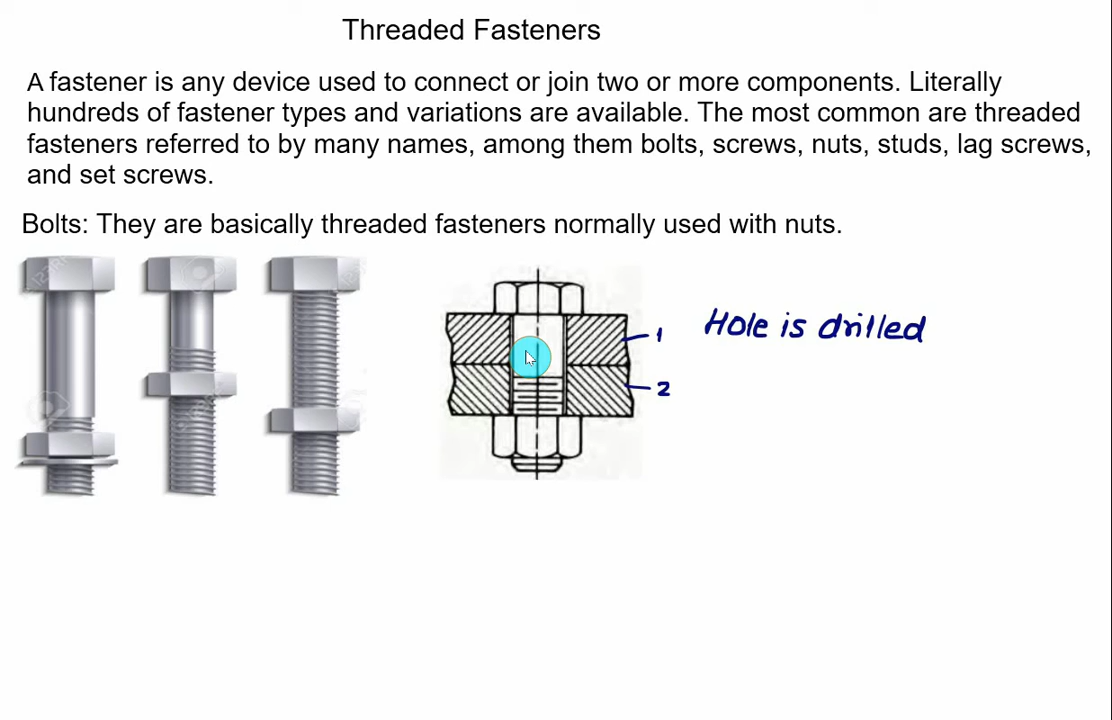 Threaded Fasteners
A fastener is any device used to connect or join two or more components. Literally
hundreds of fastener types and variations are available. The most common are threaded
fasteners referred to by many names, among them bolts, screws, nuts, studs, lag screws,
and set screws.
Bolts: They are basically threaded fasteners normally used with nuts.
Hole is drilled
1
2